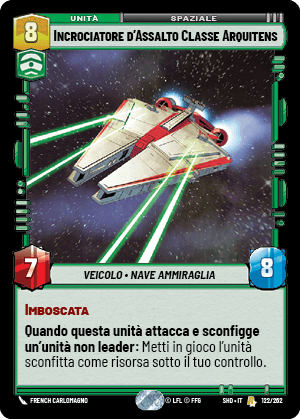 UNITÀ SPAZIALE
8 INCROCIATORE D'ASSALTO CLASSE ARQUITENS
7 VEICOLO • NAVE AMMIRAGLIA 8
IMBOSCATA
Quando questa unità attacca e sconfigge
un'unità non leader: Metti in gioco l'unità
sconfitta come risorsa sotto il tuo controllo.
FRENCH CARLOMAGNO © LFL © FFG SHD • IT R 122/262